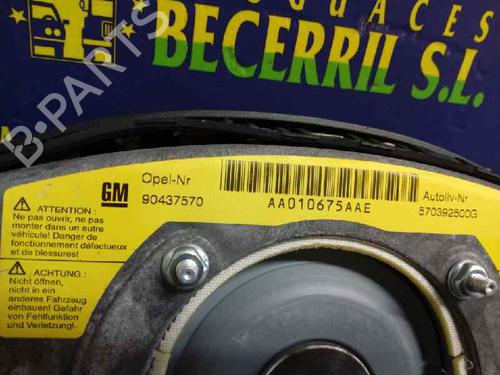 DESGUACES
BECERRIL S.L.
B-PARTS
GM
Opel-Nr
90437570
AA010675AAE
Autoliv-Nr
570392500G
ATTENTION :
Ne pas ouvrir, ne pas
monter dans un autre
véhicule! Danger de
fonctionnement défectueux
et de blessures!
ACHTUNG :
Nicht öffnen,
nicht in ein
anderes Fahrzeug
einbauen! Gefahr
von Fehlfunktion
und Verletzung!